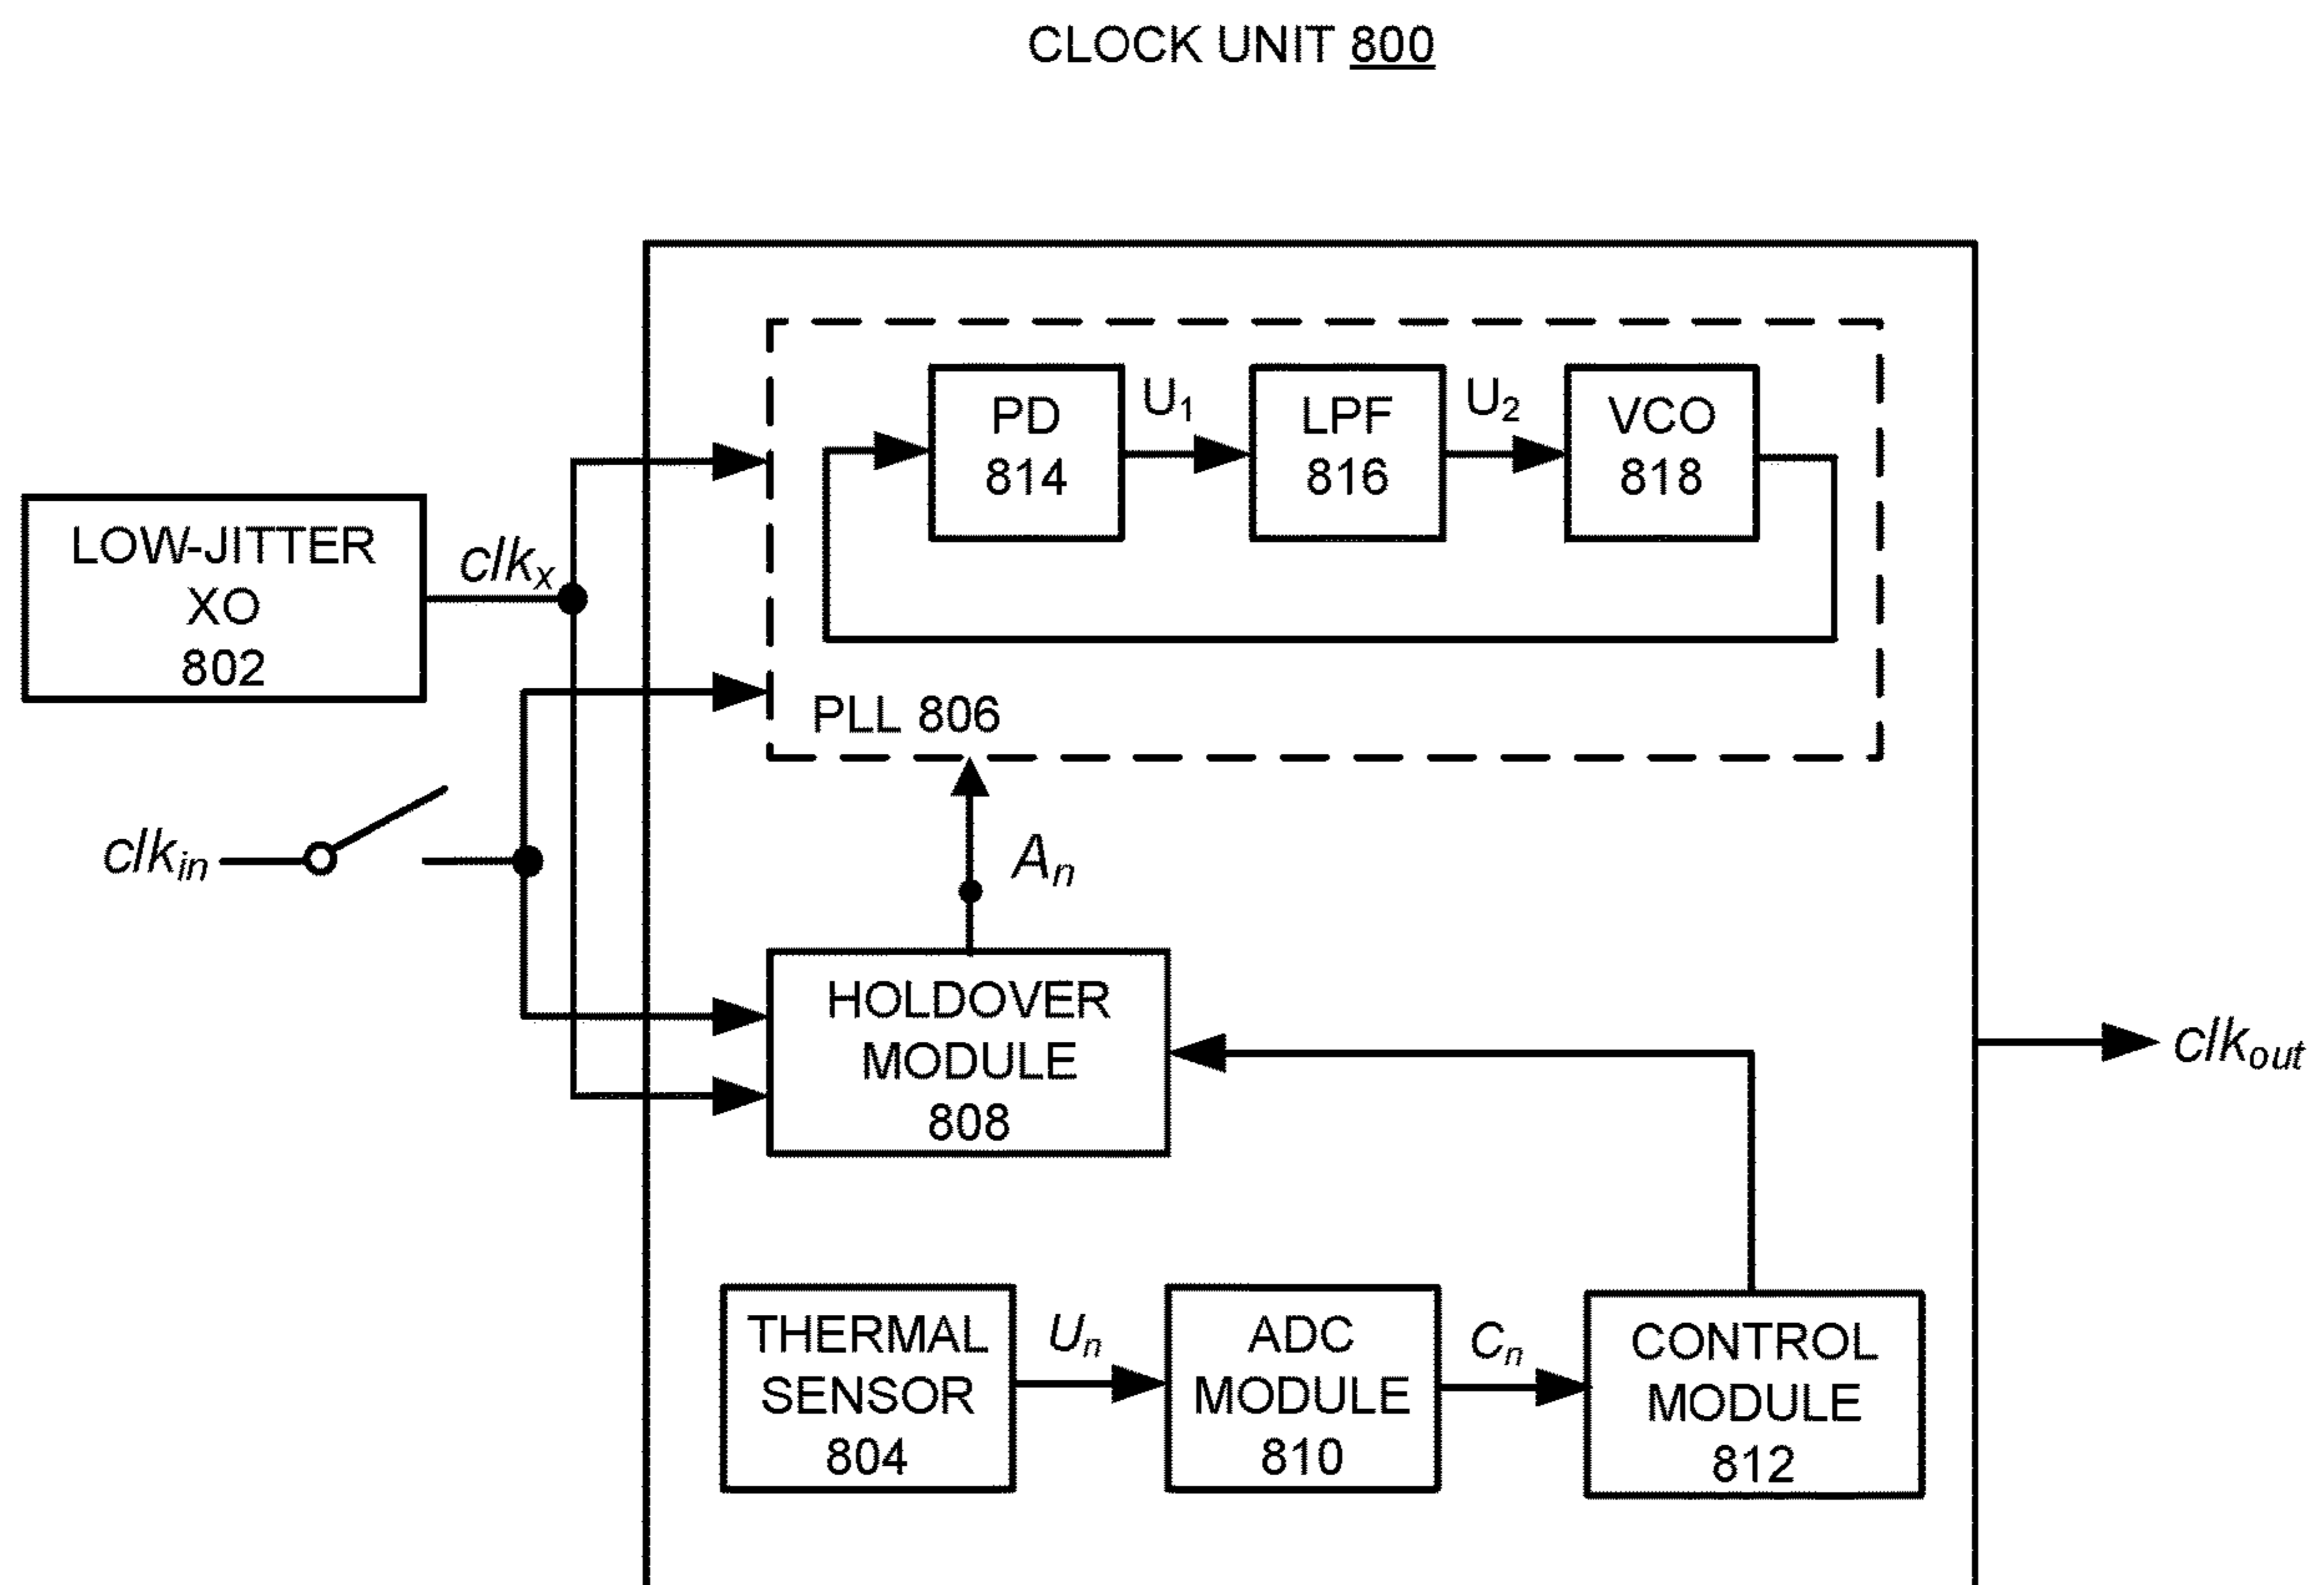 CLOCK UNIT 800
PD
814
U1
LPF
816
U2
VCO
818
LOW-JITTER
XO
802
clkx
PLL 806
clkin
An
HOLDOVER
MODULE
808
clkout
THERMAL
SENSOR
804
Un
ADC
MODULE
810
Cn
CONTROL
MODULE
812